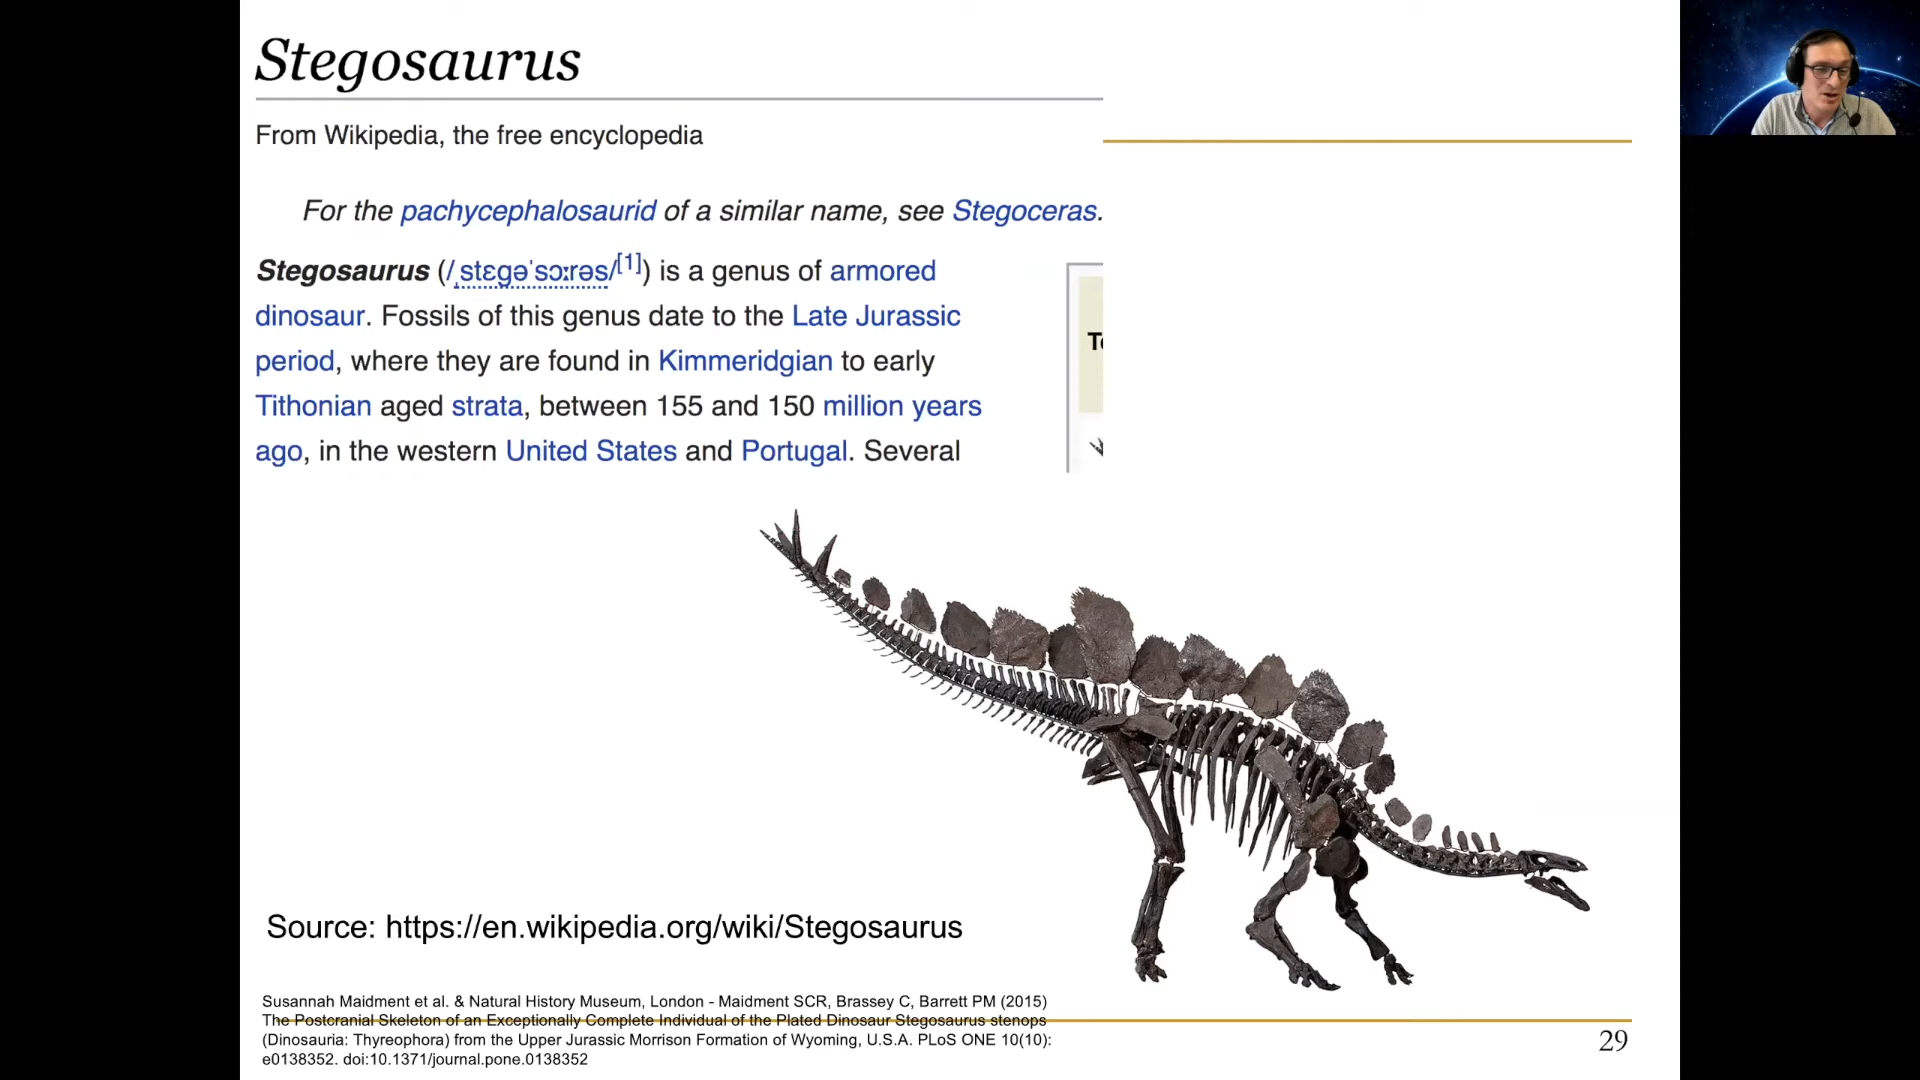 Stegosaurus
From Wikipedia, the free encyclopedia
For the pachycephalosaurid of a similar name, see Stegoceras.
Stegosaurus (/ˌstɛɡəˈsɔːrəs/[1]) is a genus of armored
dinosaur. Fossils of this genus date to the Late Jurassic
period, where they are found in Kimmeridgian to early
Tithonian aged strata, between 155 and 150 million years
ago, in the western United States and Portugal. Several
Source: https://en.wikipedia.org/wiki/Stegosaurus
Susannah Maidment et al. & Natural History Museum, London - Maidment SCR, Brassey C, Barrett PM (2015)
The Postcranial Skeleton of an Exceptionally Complete Individual of the Plated Dinosaur Stegosaurus stenops
(Dinosauria: Thyreophora) from the Upper Jurassic Morrison Formation of Wyoming, U.S.A. PLoS ONE 10(10):
e0138352. doi:10.1371/journal.pone.0138352
29